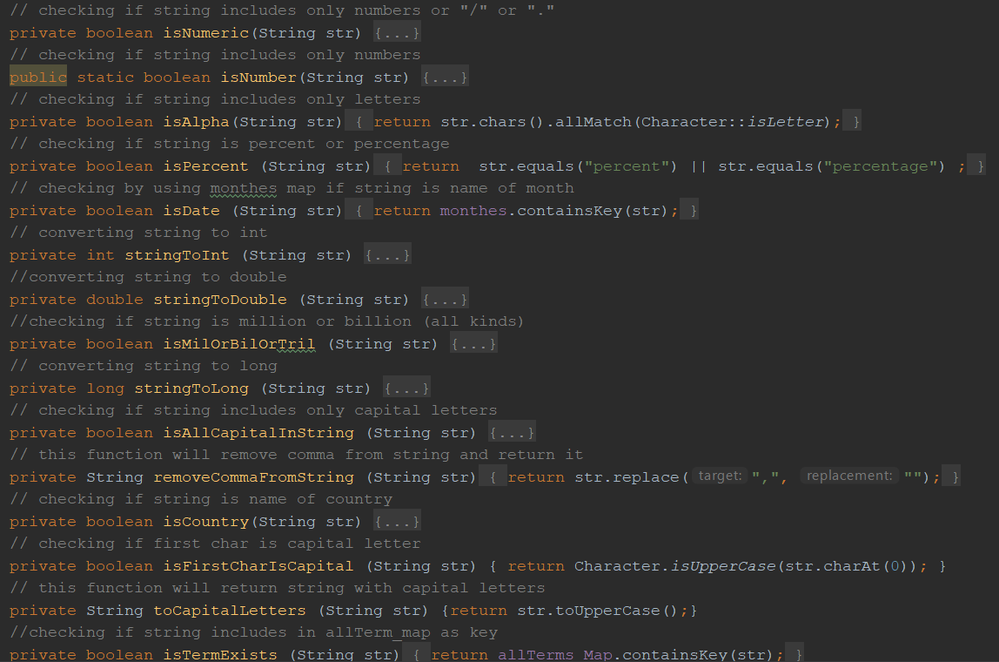 // checking if string includes only numbers or "/" or "."
private boolean isNumeric(String str) {...}
// checking if string includes only numbers
public static boolean isNumber(String str) {...}
// checking if string includes only letters
private boolean isAlpha(String str) { return str.chars().allMatch(Character::isLetter); }
// checking if string is percent or percentage
private boolean isPercent (String str) { return  str.equals("percent") || str.equals("percentage") ; }
// checking by using monthes map if string is name of month
private boolean isDate (String str) { return monthes.containsKey(str); }
// converting string to int
private int stringToInt (String str) {...}
//converting string to double
private double stringToDouble (String str) {...}
//checking if string is million or billion (all kinds)
private boolean isMilOrBilOrTril (String str) {...}
// converting string to long
private long stringToLong (String str) {...}
// checking if string includes only capital letters
private boolean isAllCapitalInString (String str) {...}
// this function will remove comma from string and return it
private String removeCommaFromString (String str) { return str.replace( target: ",", replacement: ""); }
// checking if string is name of country
private boolean isCountry(String str) {...}
// checking if first char is capital letter
private boolean isFirstCharIsCapital (String str) { return Character.isUpperCase(str.charAt(0)); }
// this function will return string with capital letters
private String toCapitalLetters (String str) {return str.toUpperCase();}
//checking if string includes in allTerm_map as key
private boolean isTermExists (String str) { return allTerms_Map.containsKey(str); }